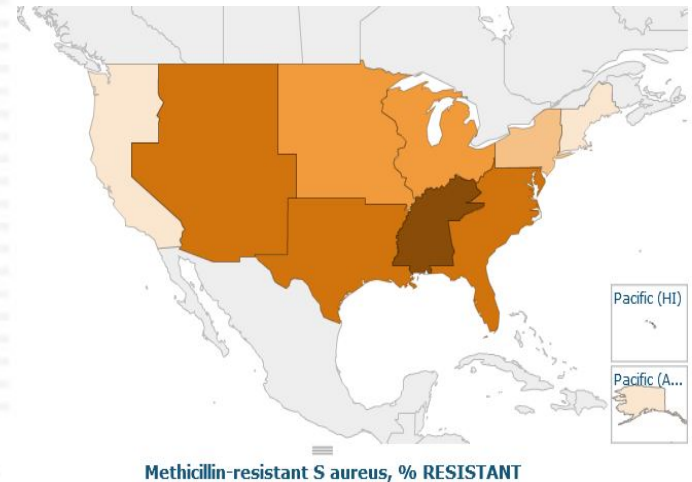 Pacific (HI)
Pacific (A...
Methicillin-resistant S aureus, % RESISTANT